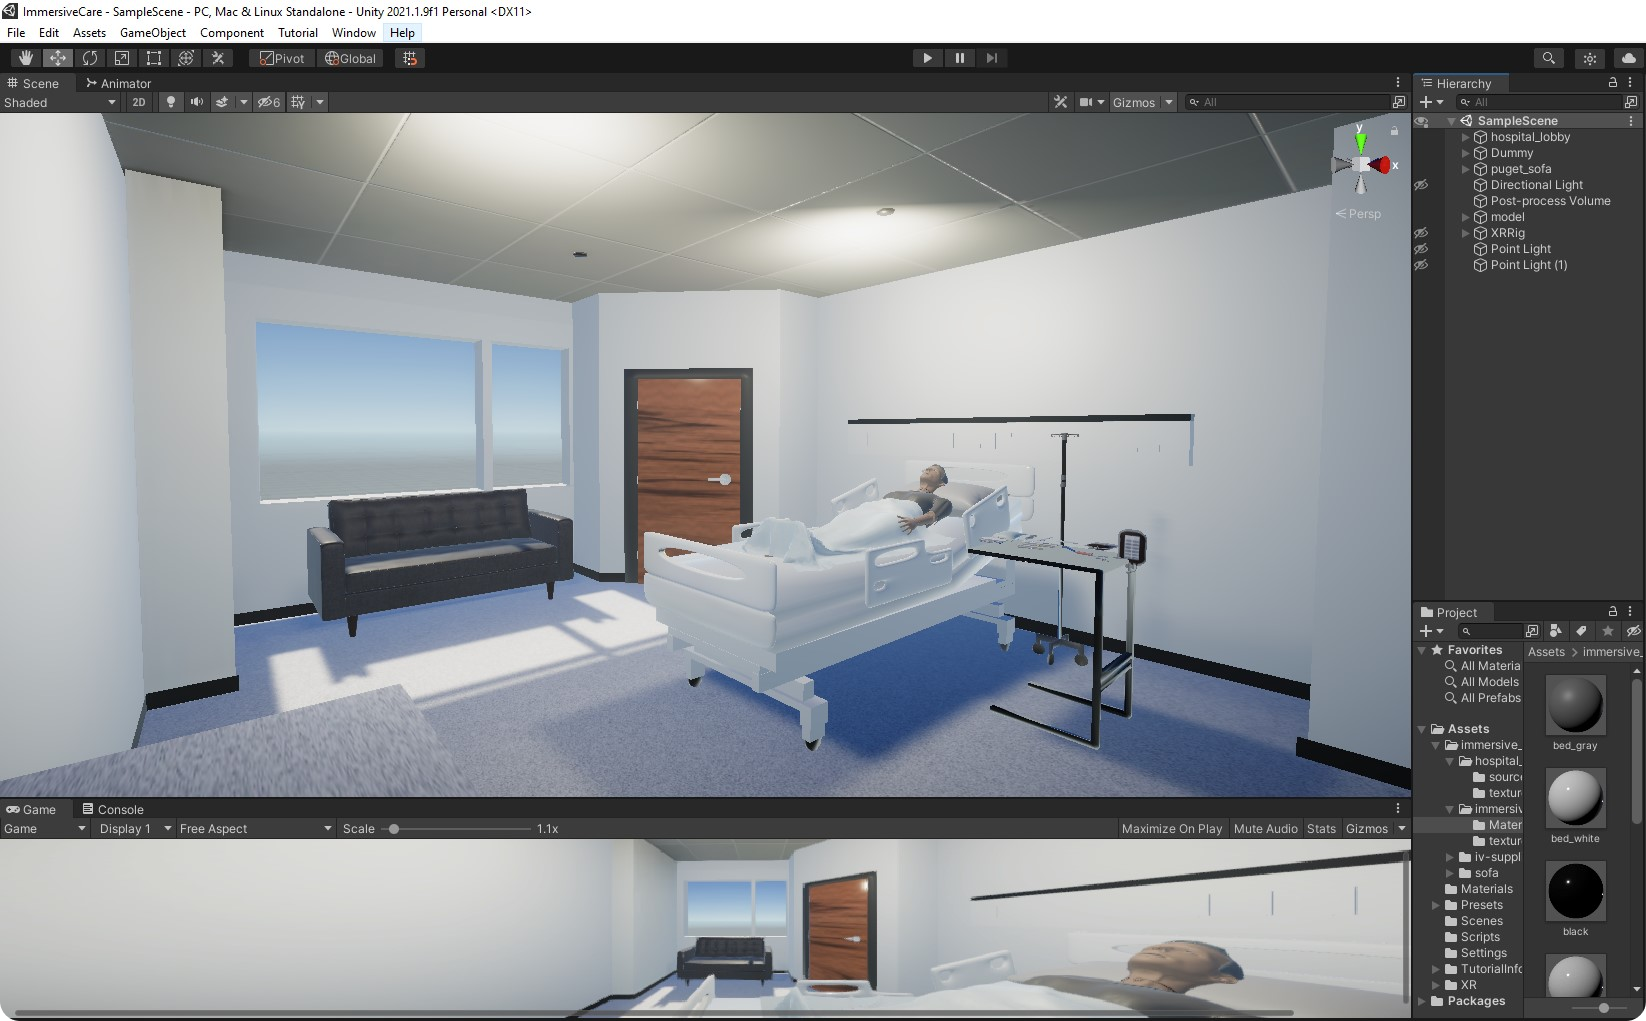 ImmersiveCare - SampleScene - PC, Mac & Linux Standalone - Unity 2021.1.9f1 Personal <DX11>
File Edit Assets GameObject Component Tutorial Window Help
Pivot Global
Scene Animator
Shaded 2D 6 Gizmos All
y
x
Persp
Hierarchy
All
SampleScene
hospital_lobby
Dummy
puget_sofa
Directional Light
Post-process Volume
model
XRRig
Point Light
Point Light (1)
Project
Favorites
All Materia
All Models
All Prefabs
Assets
immersive_
hospital_
sourc
textur
immersiv
Mater
textur
iv-suppl
sofa
Materials
Presets
Scenes
Scripts
Settings
TutorialInfo
XR
Packages
Assets > immersive_
bed_gray
bed_white
black
Game Console
Game Display 1 Free Aspect Scale 1.1x Maximize On Play Mute Audio Stats Gizmos